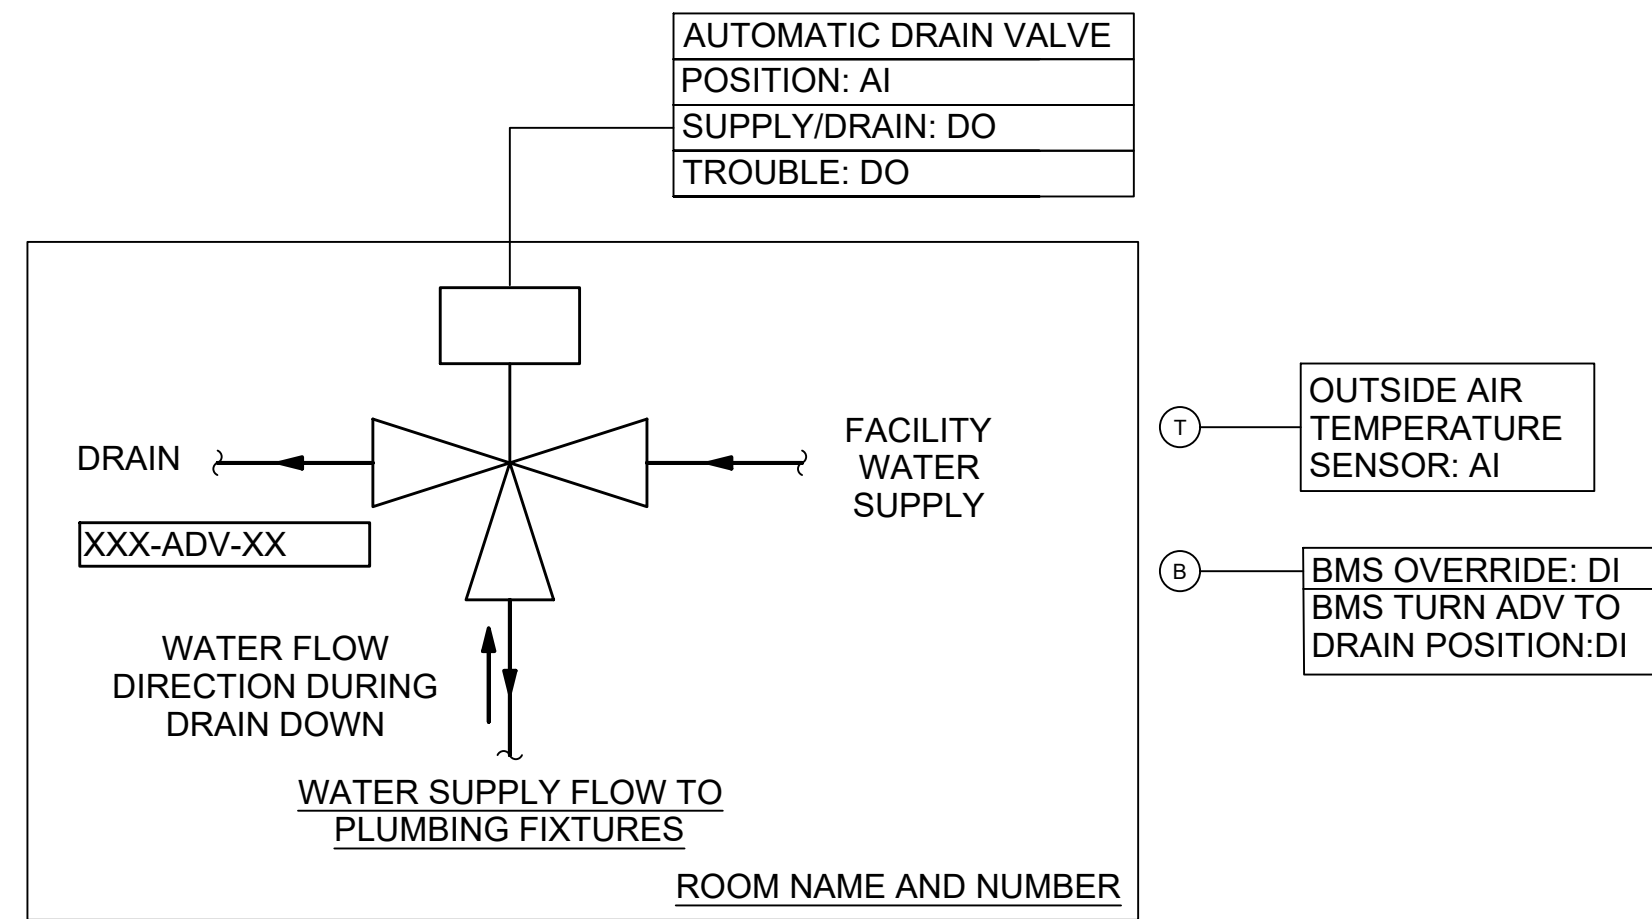 AUTOMATIC DRAIN VALVE
POSITION: AI
SUPPLY/DRAIN: DO
TROUBLE: DO
DRAIN
FACILITY
WATER
SUPPLY
XXX-ADV-XX
WATER FLOW
DIRECTION DURING
DRAIN DOWN
WATER SUPPLY FLOW TO
PLUMBING FIXTURES
ROOM NAME AND NUMBER
T
OUTSIDE AIR
TEMPERATURE
SENSOR: AI
B
BMS OVERRIDE: DI
BMS TURN ADV TO
DRAIN POSITION:DI